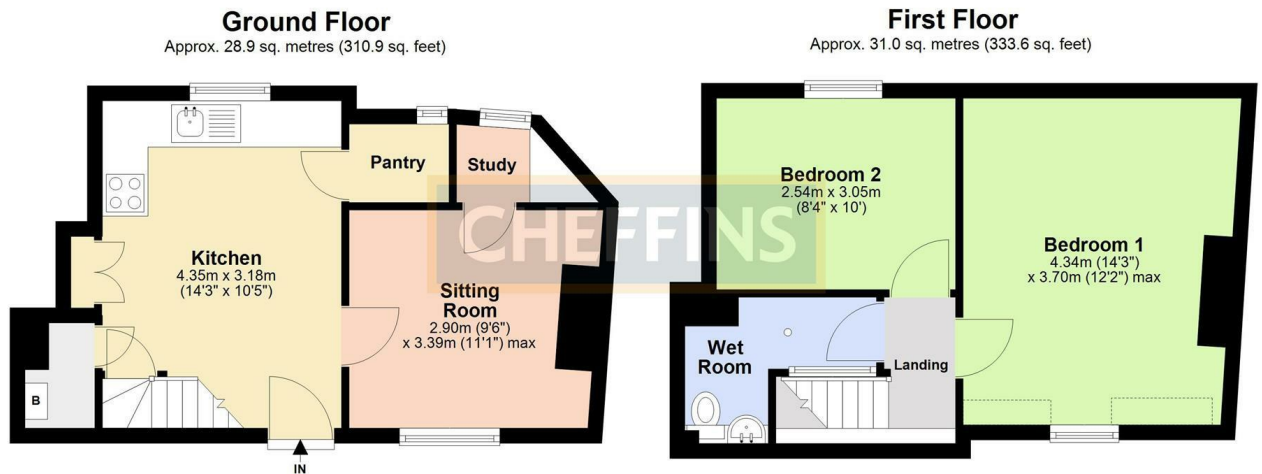 Ground Floor
Approx. 28.9 sq. metres (310.9 sq. feet)
Pantry
Study
Kitchen
4.35m x 3.18m
(14'3" x 10'5")
Sitting
Room
2.90m (9'6")
x 3.39m (11'1") max
B
IN
CHEFFINS
First Floor
Approx. 31.0 sq. metres (333.6 sq. feet)
Bedroom 2
2.54m x 3.05m
(8'4" x 10')
Bedroom 1
4.34m (14'3")
x 3.70m (12'2") max
Wet
Room
Landing